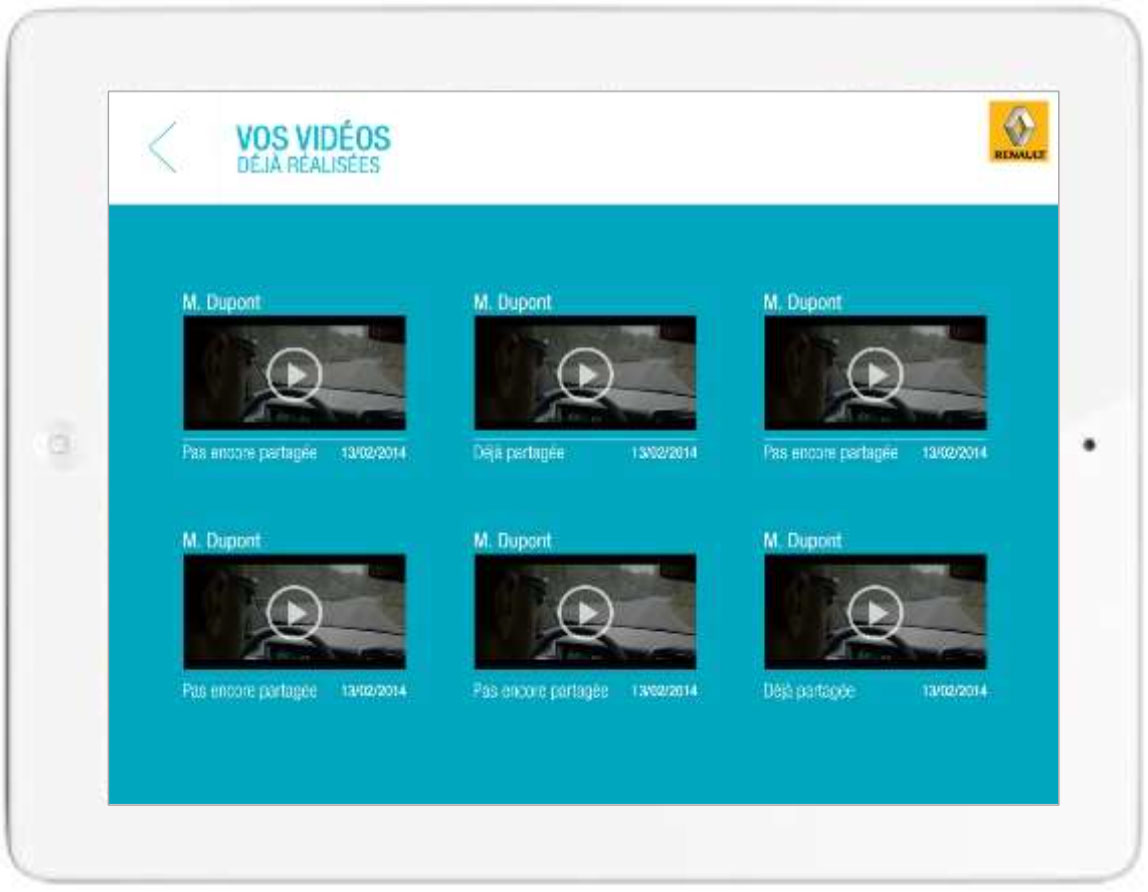 VOS VIDÉOS
DÉJÀ RÉALISÉES
RENAULT
M. Dupont
M. Dupont
M. Dupont
Pas encore partagée 13/02/2014
Déjà partagée 13/02/2014
Pas encore partagée 13/02/2014
M. Dupont
M. Dupont
M. Dupont
Pas encore partagée 13/02/2014
Pas encore partagée 13/02/2014
Déjà partagée 13/02/2014